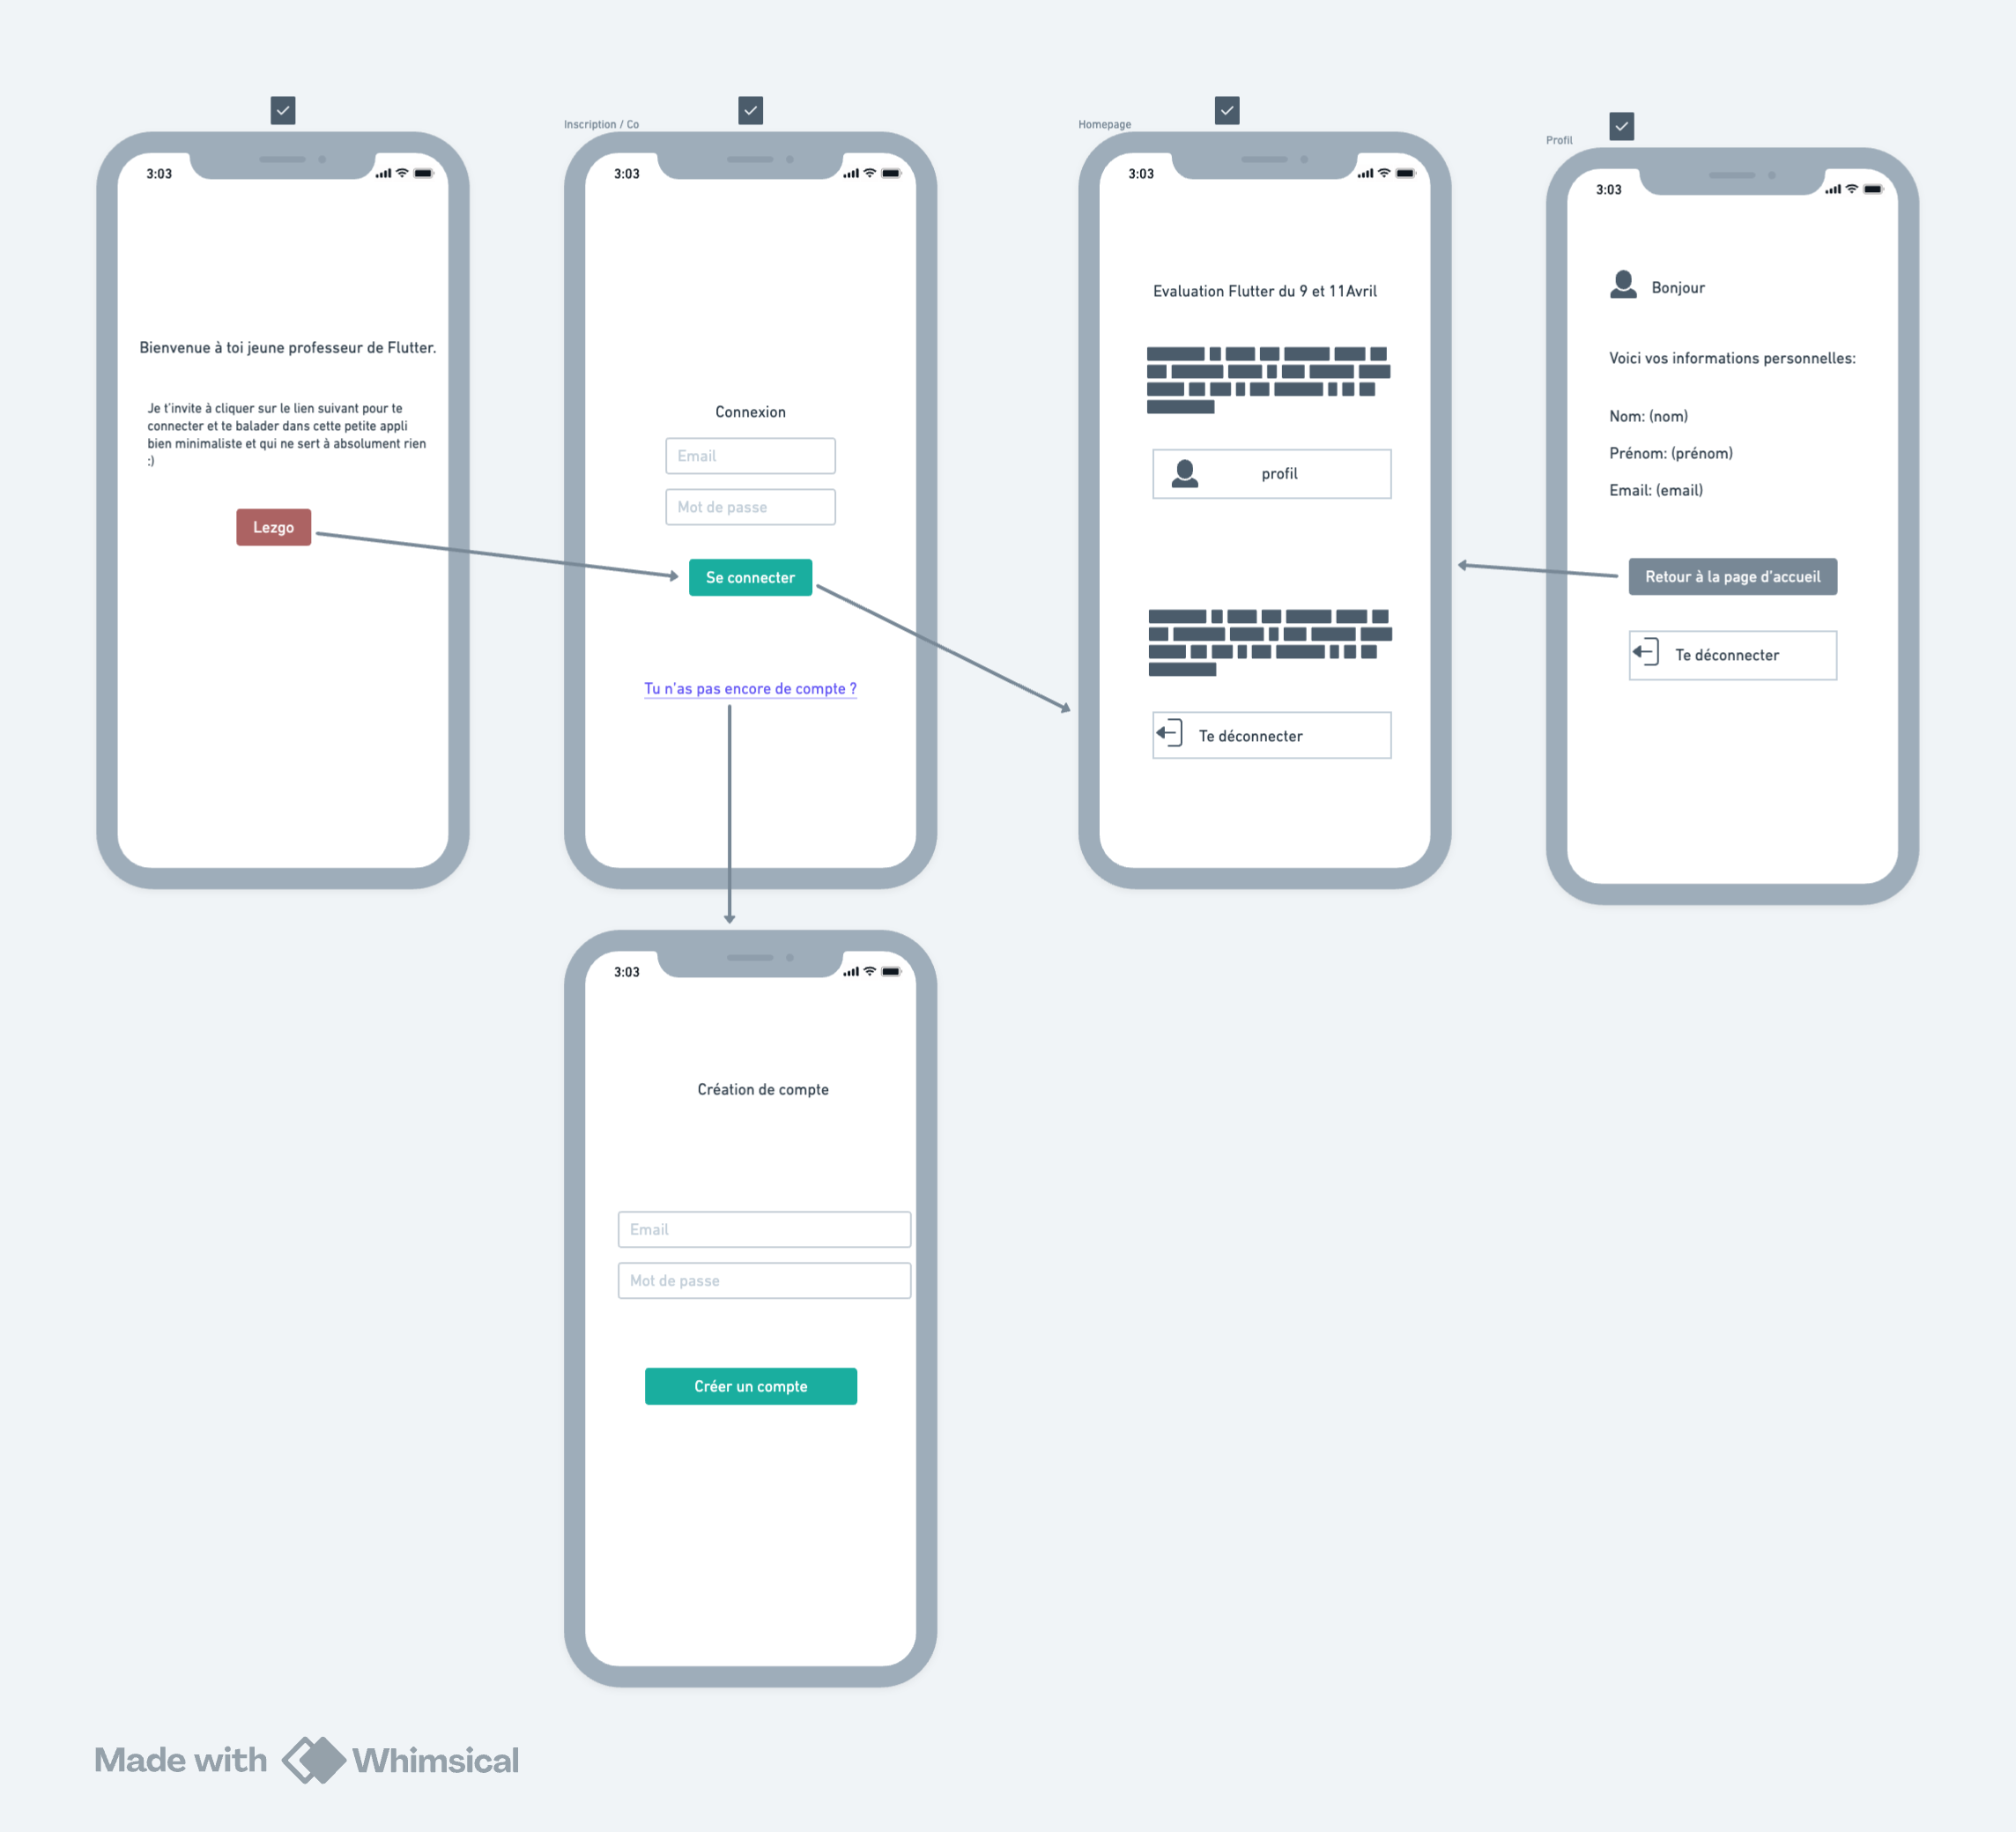 3:03
Bienvenue à toi jeune professeur de Flutter.
Je t'invite à cliquer sur le lien suivant pour te
connecter et te balader dans cette petite appli
bien minimaliste et qui ne sert à absolument rien
:)
Lezgo
Inscription / Co
3:03
Connexion
Email
Mot de passe
Se connecter
Tu n'as pas encore de compte ?
Homepage
3:03
Evaluation Flutter du 9 et 11Avril
profil
Te déconnecter
Profil
3:03
Bonjour
Voici vos informations personnelles:
Nom: (nom)
Prénom: (prénom)
Email: (email)
Retour à la page d'accueil
Te déconnecter
3:03
Création de compte
Email
Mot de passe
Créer un compte
Made with Whimsical